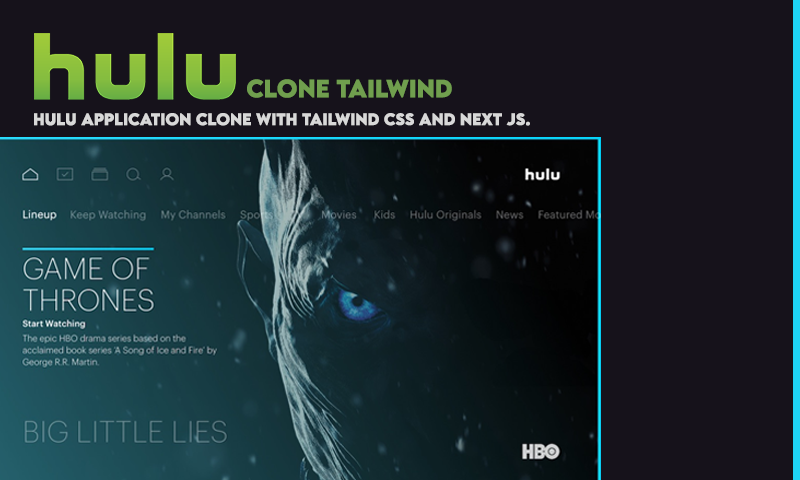 hulu CLONE TAILWIND
HULU APPLICATION CLONE WITH TAILWIND CSS AND NEXT JS.
hulu
Lineup Keep Watching My Channels Sports Movies Kids Hulu Originals News Featured Mo
GAME OF
THRONES
Start Watching
The epic HBO drama series based on the
acclaimed book series 'A Song of Ice and Fire' by
George R.R. Martin.
BIG LITTLE LIES
HBO